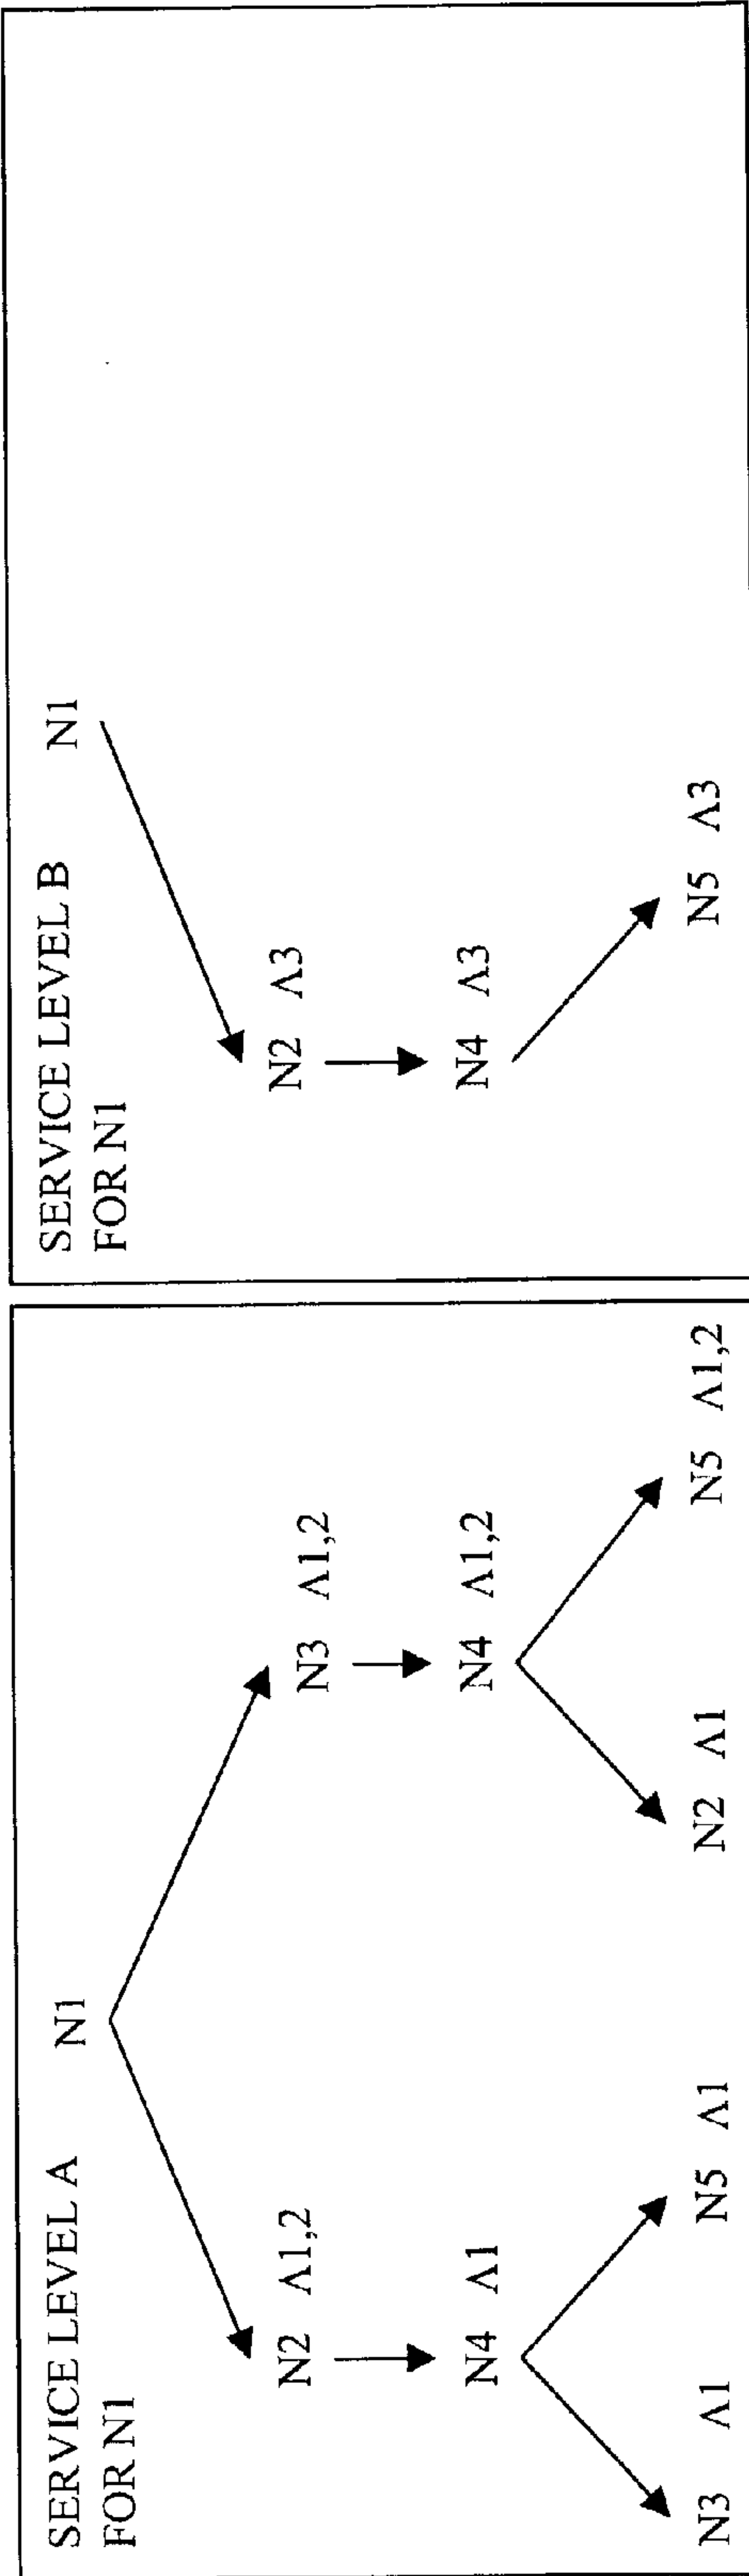 SERVICE LEVEL A
FOR N1
N1
N2 Λ1,2
N3 Λ1,2
N4 Λ1
N4 Λ1,2
N3 Λ1
N5 Λ1
N2 Λ1
N5 Λ1,2
SERVICE LEVEL B
FOR N1
N1
N2 Λ3
N4 Λ3
N5 Λ3